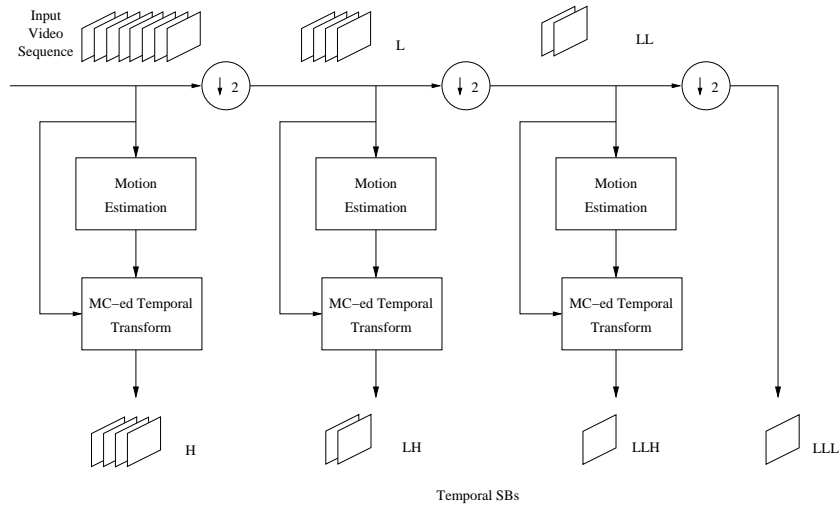 Input
Video
Sequence
L
LL
↓ 2
↓ 2
↓ 2
Motion
Estimation
Motion
Estimation
Motion
Estimation
MC-ed Temporal
Transform
MC-ed Temporal
Transform
MC-ed Temporal
Transform
H
LH
LLH
LLL
Temporal SBs